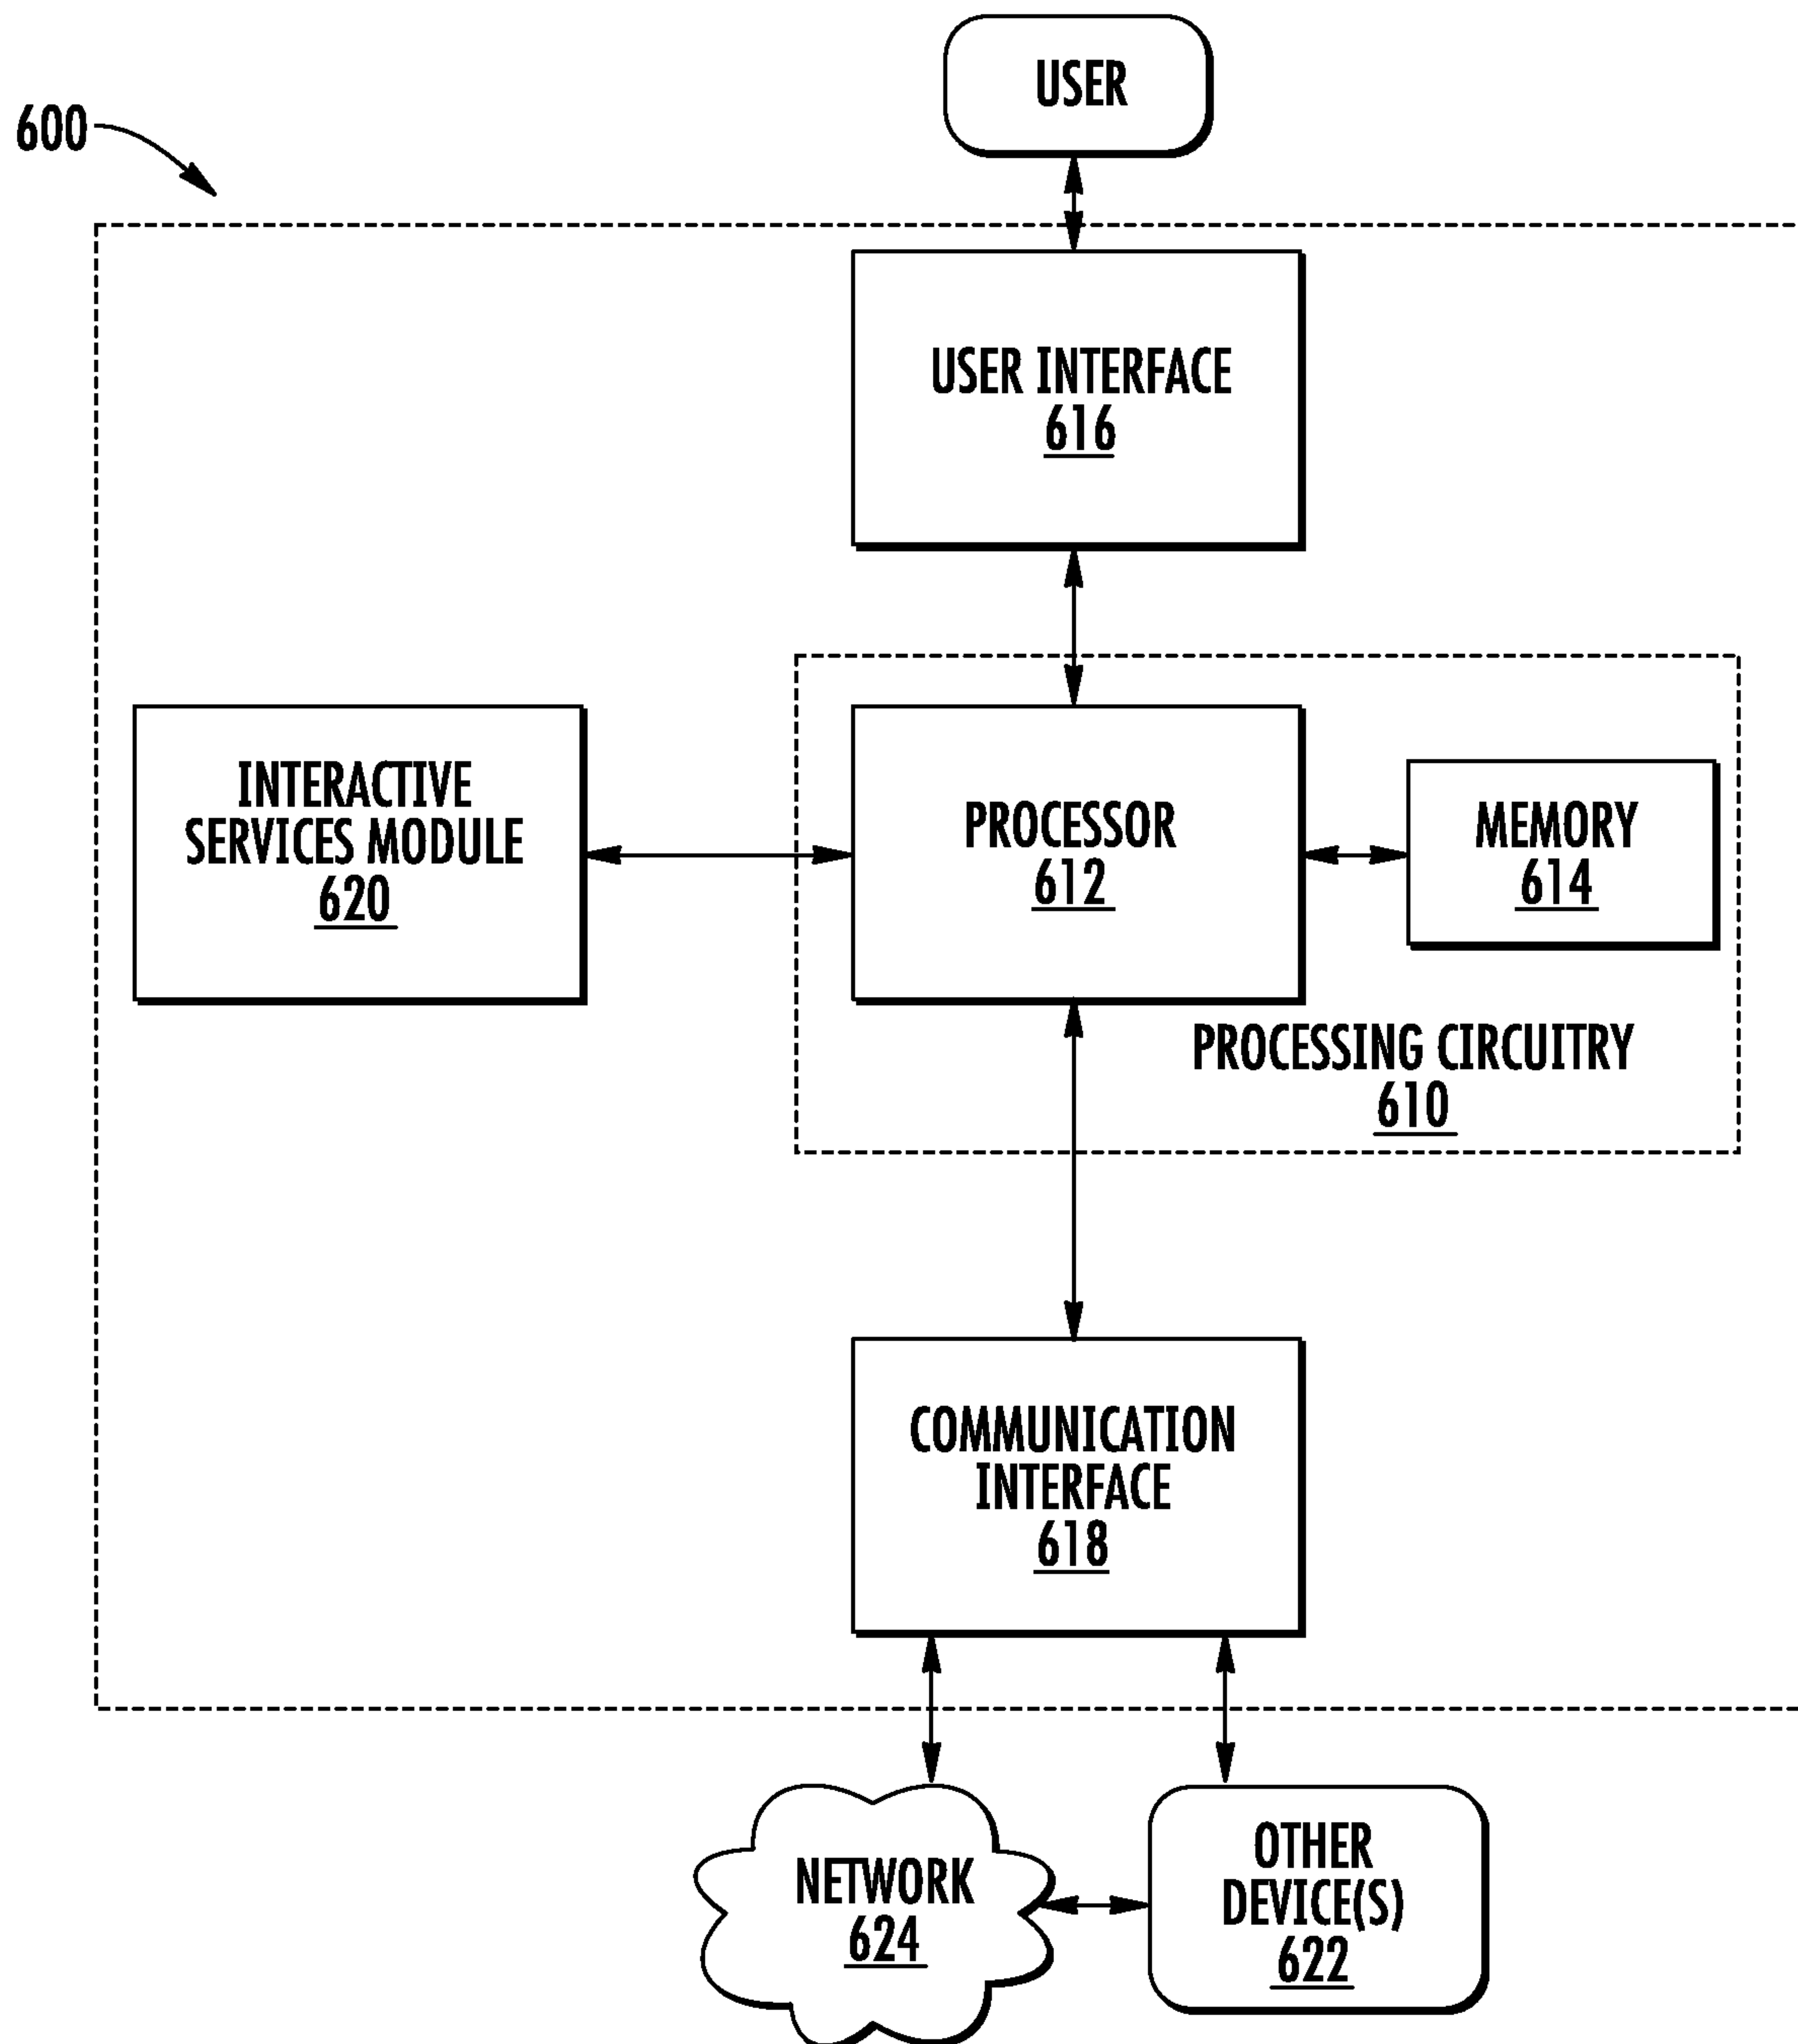 USER
600
USER INTERFACE
616
INTERACTIVE
SERVICES MODULE
620
PROCESSOR
612
MEMORY
614
PROCESSING CIRCUITRY
610
COMMUNICATION
INTERFACE
618
NETWORK
624
OTHER
DEVICE(S)
622